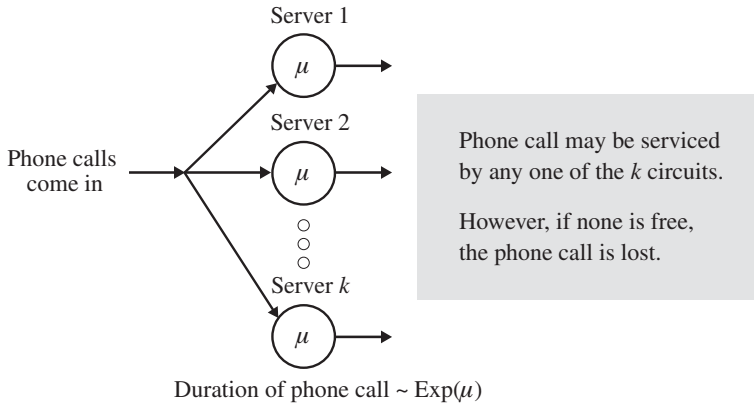 Server 1
μ
Server 2
Phone calls
come in
μ
Server k
μ
Duration of phone call ~ Exp(μ)
Phone call may be serviced
by any one of the k circuits.
However, if none is free,
the phone call is lost.